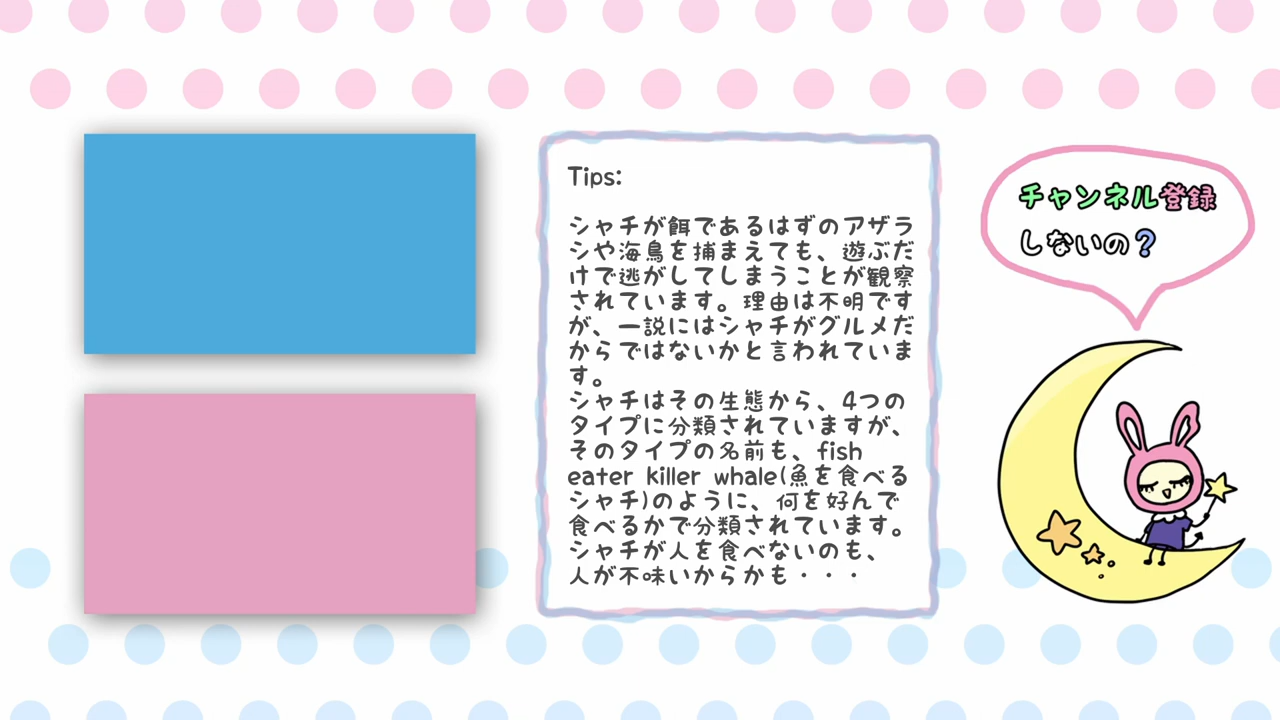 Tips:
シャチが餌であるはずのアザラ
シや海鳥を捕まえても、遊ぶだ
けで逃がしてしまうことが観察
されています。理由は不明です
が、一説にはシャチがグルメだ
からではないかと言われていま
す。
シャチはその生態から、4つの
タイプに分類されていますが、
そのタイプの名前も、fish
eater killer whale(魚を食べる
シャチ)のように、何を好んで
食べるかで分類されています。
シャチが人を食べないのも、
人が不味いからかも・・・
チャンネル登録
しないの?